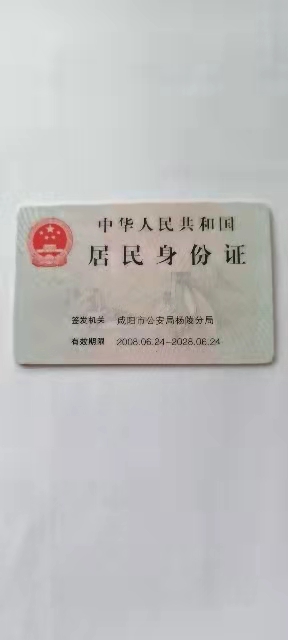 中华人民共和国
居民身份证
签发机关 咸阳市公安局杨陵分局
有效期限 2008.06.24-2028.06.24